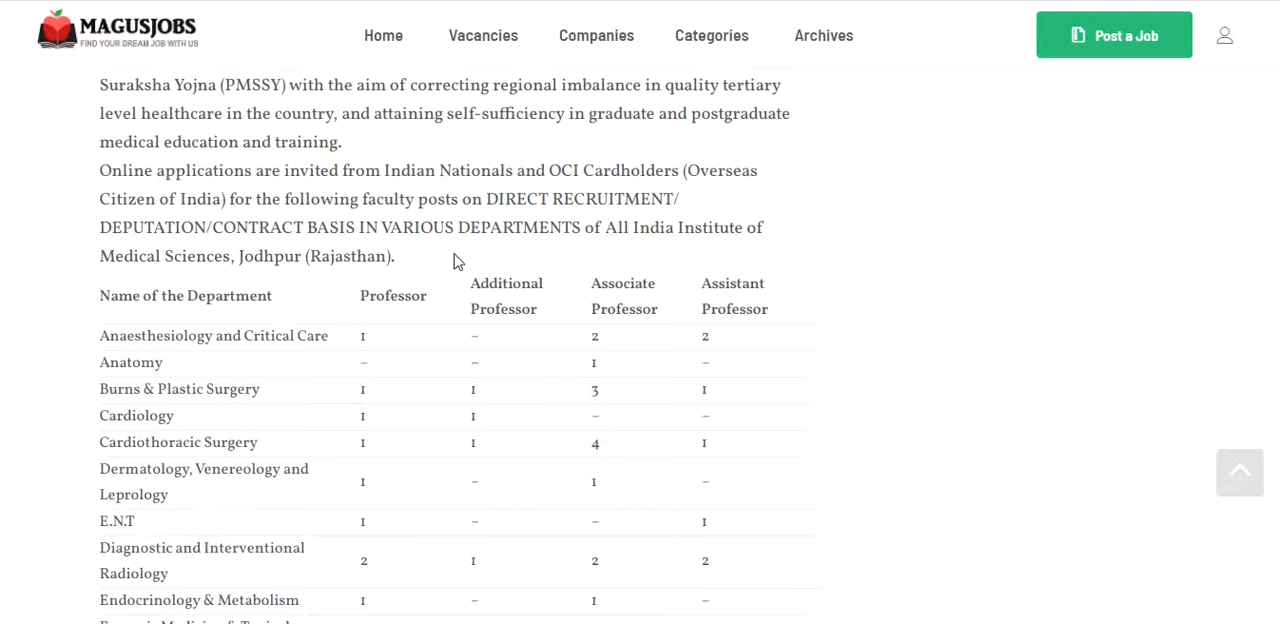 MAGUSJOBS
FIND YOUR DREAM JOB WITH US
Home Vacancies Companies Categories Archives Post a Job
Suraksha Yojna (PMSSY) with the aim of correcting regional imbalance in quality tertiary
level healthcare in the country, and attaining self-sufficiency in graduate and postgraduate
medical education and training.
Online applications are invited from Indian Nationals and OCI Cardholders (Overseas
Citizen of India) for the following faculty posts on DIRECT RECRUITMENT/
DEPUTATION/CONTRACT BASIS IN VARIOUS DEPARTMENTS of All India Institute of
Medical Sciences, Jodhpur (Rajasthan).
Name of the Department Professor Additional Professor Associate Professor Assistant Professor
Anaesthesiology and Critical Care 1 – 2 2
Anatomy – – 1 –
Burns & Plastic Surgery 1 1 3 1
Cardiology 1 1 – –
Cardiothoracic Surgery 1 1 4 1
Dermatology, Venereology and
Leprology 1 – 1 –
E.N.T 1 – – 1
Diagnostic and Interventional
Radiology 2 1 2 2
Endocrinology & Metabolism 1 – 1 –